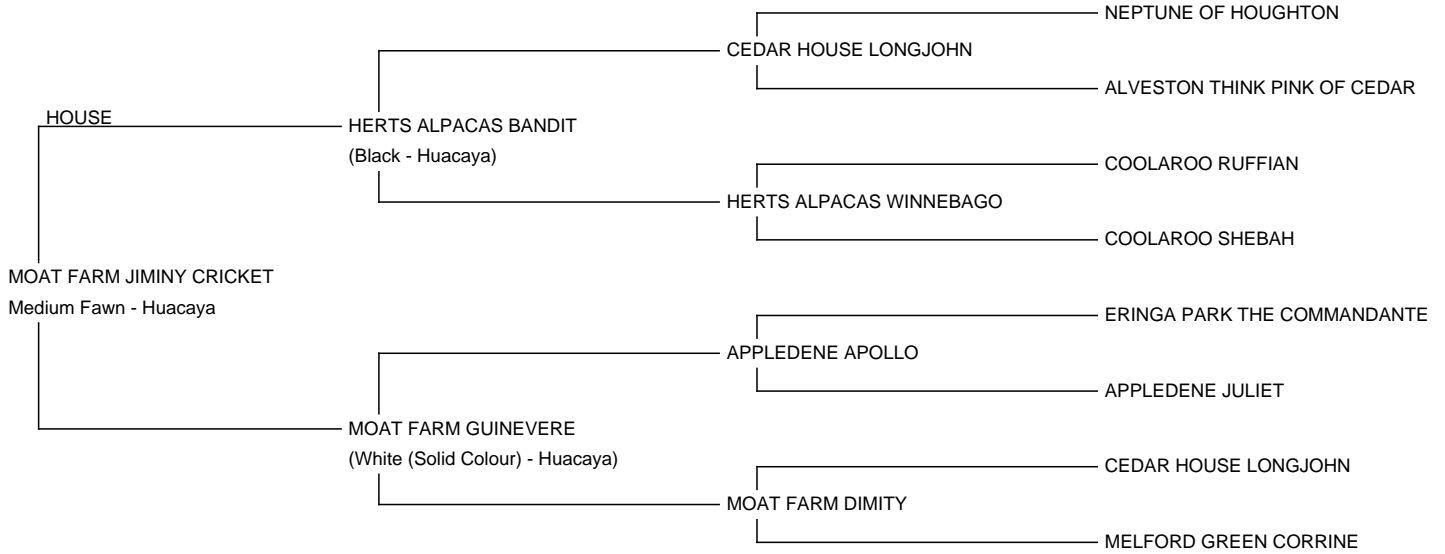 NEPTUNE OF HOUGHTON
CEDAR HOUSE LONGJOHN
ALVESTON THINK PINK OF CEDAR
HOUSE
HERTS ALPACAS BANDIT
(Black - Huacaya)
COOLAROO RUFFIAN
HERTS ALPACAS WINNEBAGO
COOLAROO SHEBAH
MOAT FARM JIMINY CRICKET
Medium Fawn - Huacaya
ERINGA PARK THE COMMANDANTE
APPLEDENE APOLLO
APPLEDENE JULIET
MOAT FARM GUINEVERE
(White (Solid Colour) - Huacaya)
CEDAR HOUSE LONGJOHN
MOAT FARM DIMITY
MELFORD GREEN CORRINE